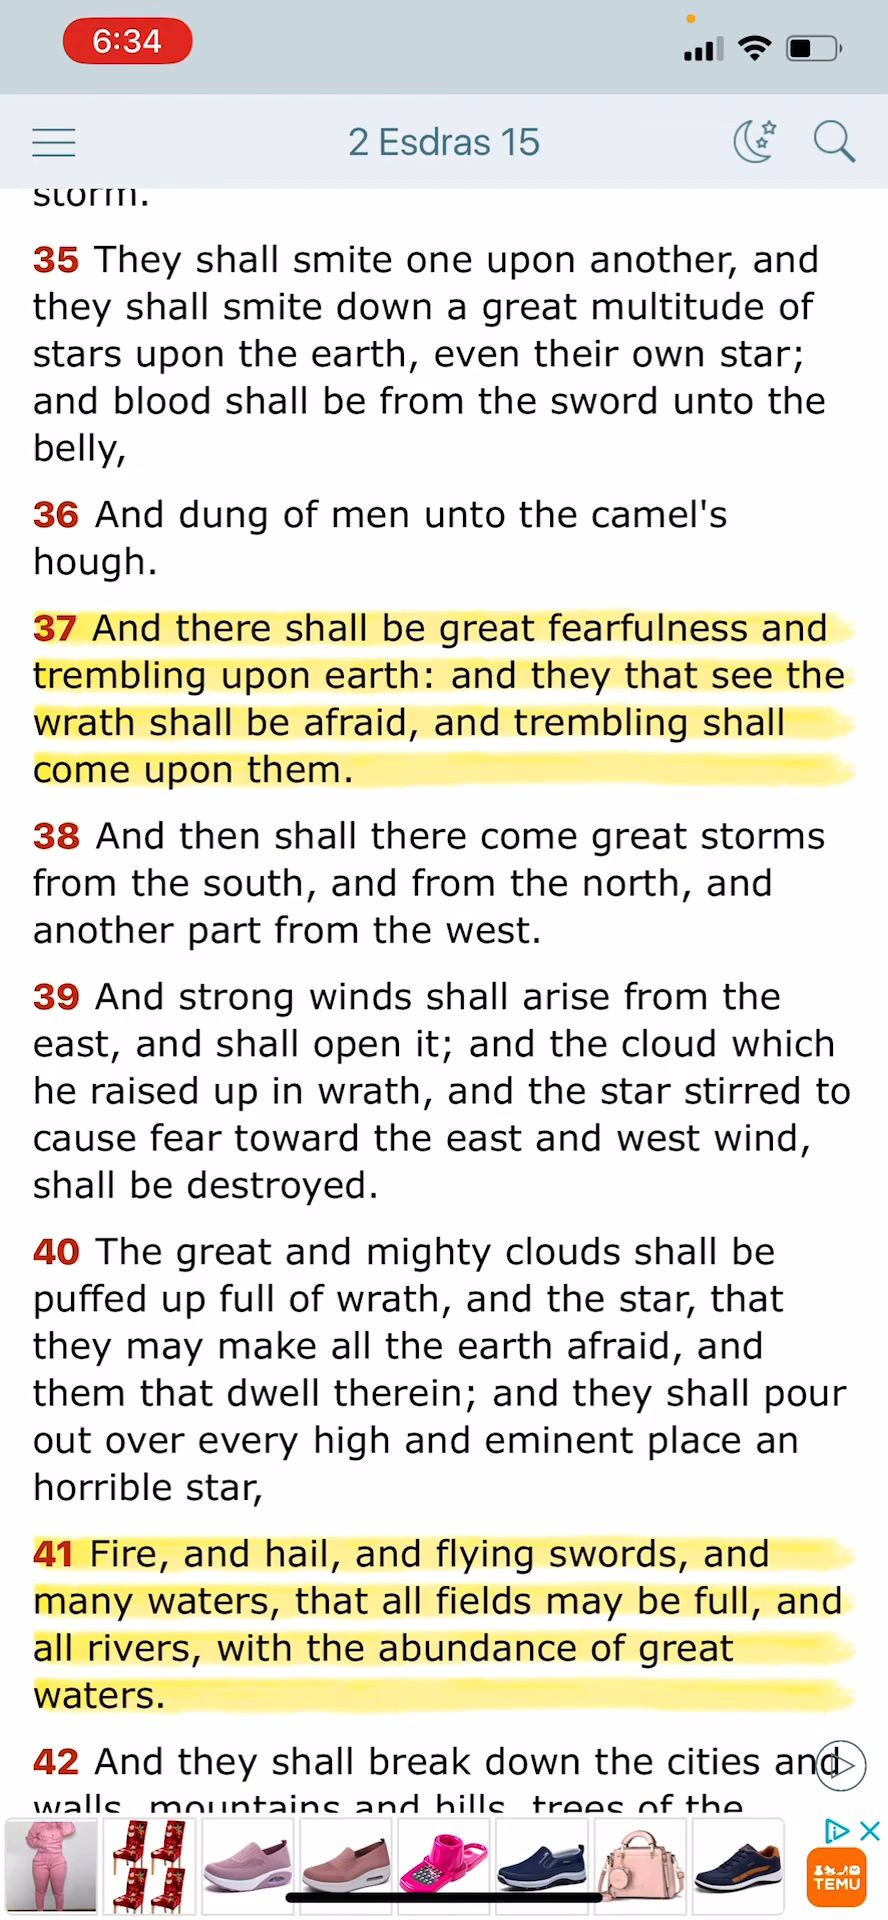 6:34
2 Esdras 15
storm.
35 They shall smite one upon another, and
they shall smite down a great multitude of
stars upon the earth, even their own star;
and blood shall be from the sword unto the
belly,
36 And dung of men unto the camel's
hough.
37 And there shall be great fearfulness and
trembling upon earth: and they that see the
wrath shall be afraid, and trembling shall
come upon them.
38 And then shall there come great storms
from the south, and from the north, and
another part from the west.
39 And strong winds shall arise from the
east, and shall open it; and the cloud which
he raised up in wrath, and the star stirred to
cause fear toward the east and west wind,
shall be destroyed.
40 The great and mighty clouds shall be
puffed up full of wrath, and the star, that
they may make all the earth afraid, and
them that dwell therein; and they shall pour
out over every high and eminent place an
horrible star,
41 Fire, and hail, and flying swords, and
many waters, that all fields may be full, and
all rivers, with the abundance of great
waters.
42 And they shall break down the cities and
walls, mountains and hills, trees of the
TEMU